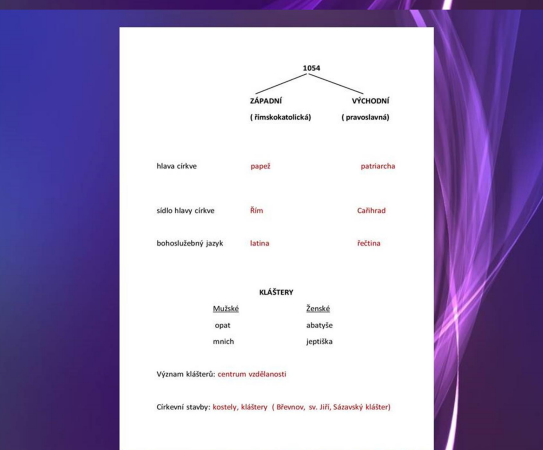 1054
ZÁPADNÍ VÝCHODNÍ
( římskokatolická) ( pravoslavná)
hlava církve papež patriarcha
sídlo hlavy církve Řím Cařihrad
bohoslužebný jazyk latina řečtina
KLÁŠTERY
Mužské Ženské
opat abatyše
mnich jeptiška
Význam klášterů: centrum vzdělanosti
Církevní stavby: kostely, kláštery ( Břevnov, sv. Jiří, Sázavský klášter)